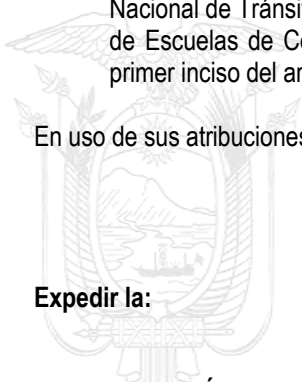 Nacional de Tránsi
de Escuelas de Co
primer inciso del ar
En uso de sus atribuciones
Expedir la: